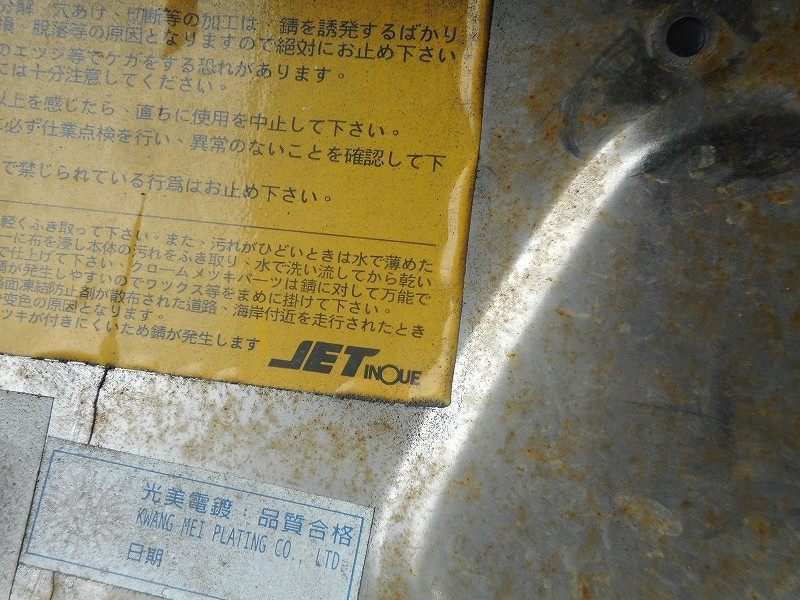 分解、穴あけ、切断等の加工は、錆を誘発するばかり
損、脱落等の原因となりますので絶対にお止め下さい
のエッジ等でケガをする恐れがあります。
には十分注意してください。
以上を感じたら、直ちに使用を中止して下さい。
に必ず仕業点検を行い、異常のないことを確認して下
で禁じられている行爲はお止め下さい。
軽くふき取って下さい。また、汚れがひどいときは水で薄めた
ーに布を浸し本体の汚れをふき取り、水で洗い流してから乾い
で仕上げて下さい。クロームメツキパーツは錆に対して万能で
が発生しやすいのでワックス等をまめに掛けて下さい。
面凍結防止剤が散布された道路、海岸付近を走行されたとき
変色の原因となります。
ッキが付きにくいため錆が発生します
JET INOUE
光美電鍍:品質合格
KWANG MEI PLATING CO., LTD
日期